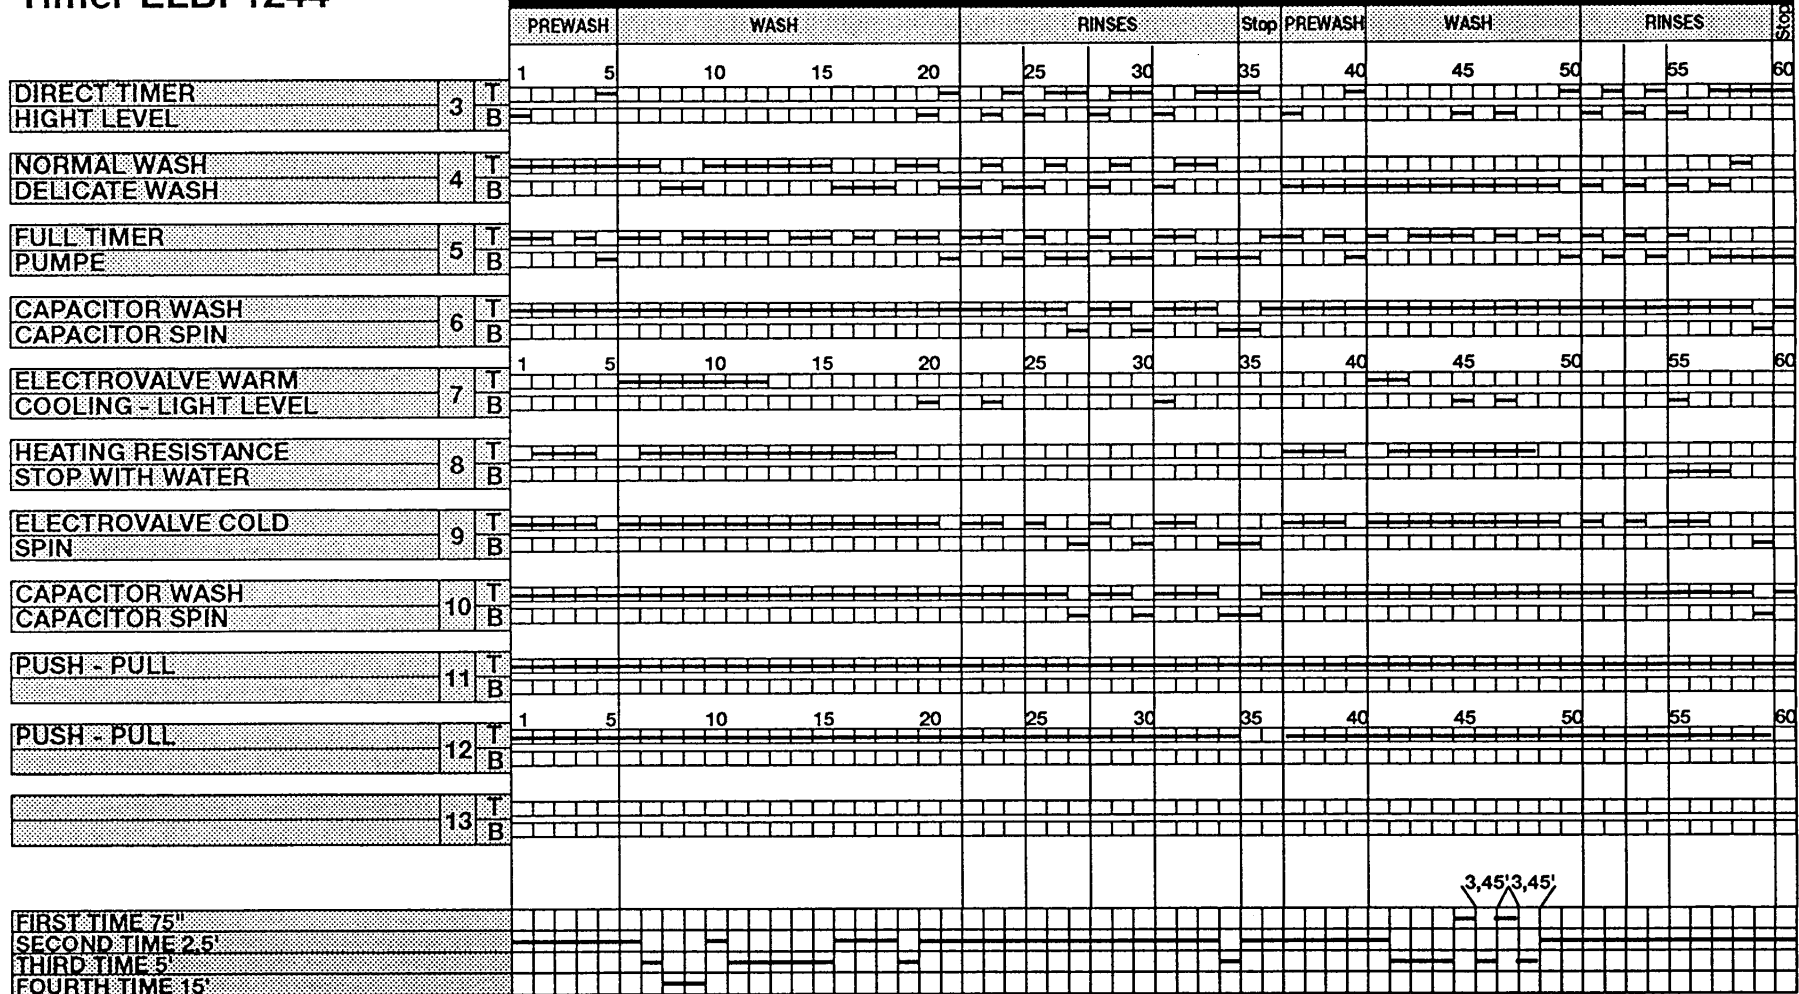 Timer ELBI 1244
PREWASH WASH RINSES Stop PREWASH WASH RINSES Stop
1 5 10 15 20 25 30 35 40 45 50 55 60
DIRECT TIMER 3 T
HIGHT LEVEL B
NORMAL WASH 4 T
DELICATE WASH B
FULL TIMER 5 T
PUMPE B
CAPACITOR WASH 6 T
CAPACITOR SPIN B
1 5 10 15 20 25 30 35 40 45 50 55 60
ELECTROVALVE WARM 7 T
COOLING - LIGHT LEVEL B
HEATING RESISTANCE 8 T
STOP WITH WATER B
ELECTROVALVE COLD 9 T
SPIN B
CAPACITOR WASH 10 T
CAPACITOR SPIN B
PUSH - PULL 11 T
B
1 5 10 15 20 25 30 35 40 45 50 55 60
PUSH - PULL 12 T
B
13 T
B
3,45' 3,45'
FIRST TIME 75"
SECOND TIME 2,5'
THIRD TIME 5'
FOURTH TIME 15'